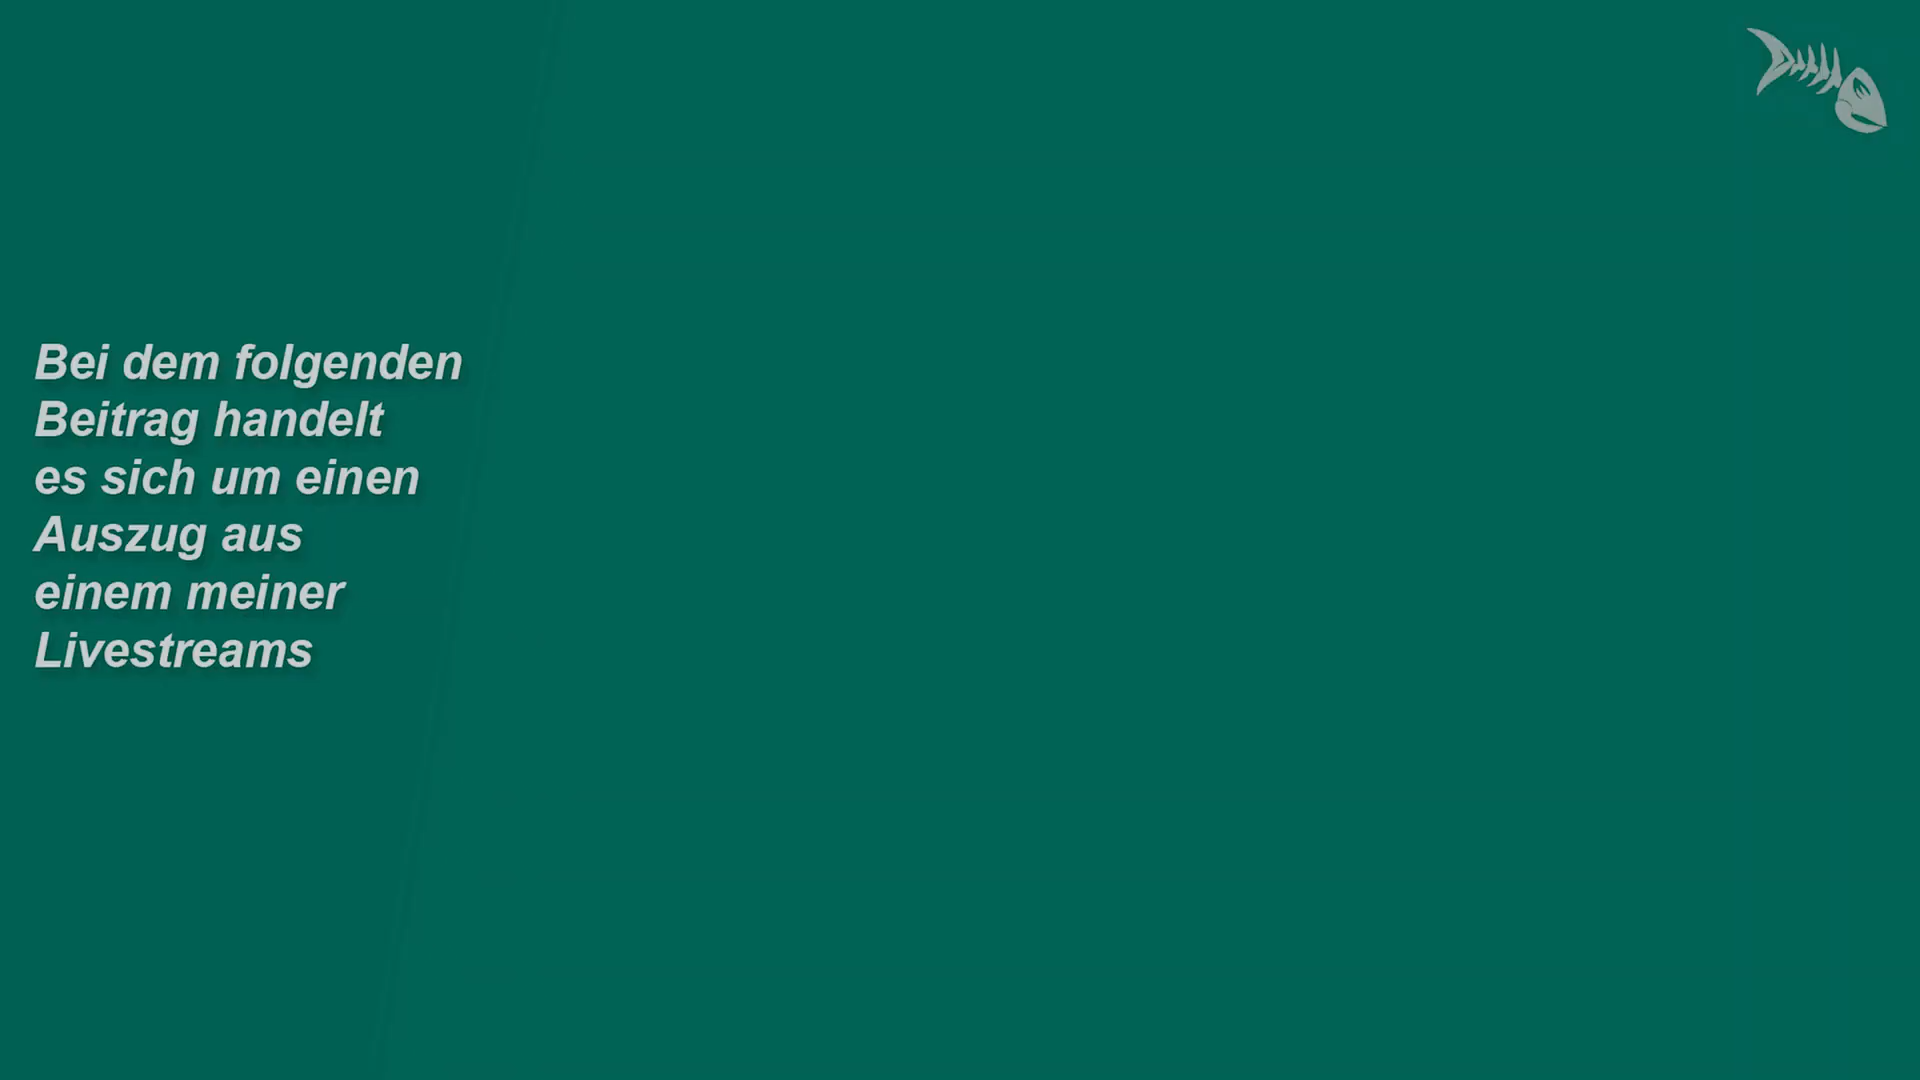 Bei dem folgenden
Beitrag handelt
es sich um einen
Auszug aus
einem meiner
Livestreams